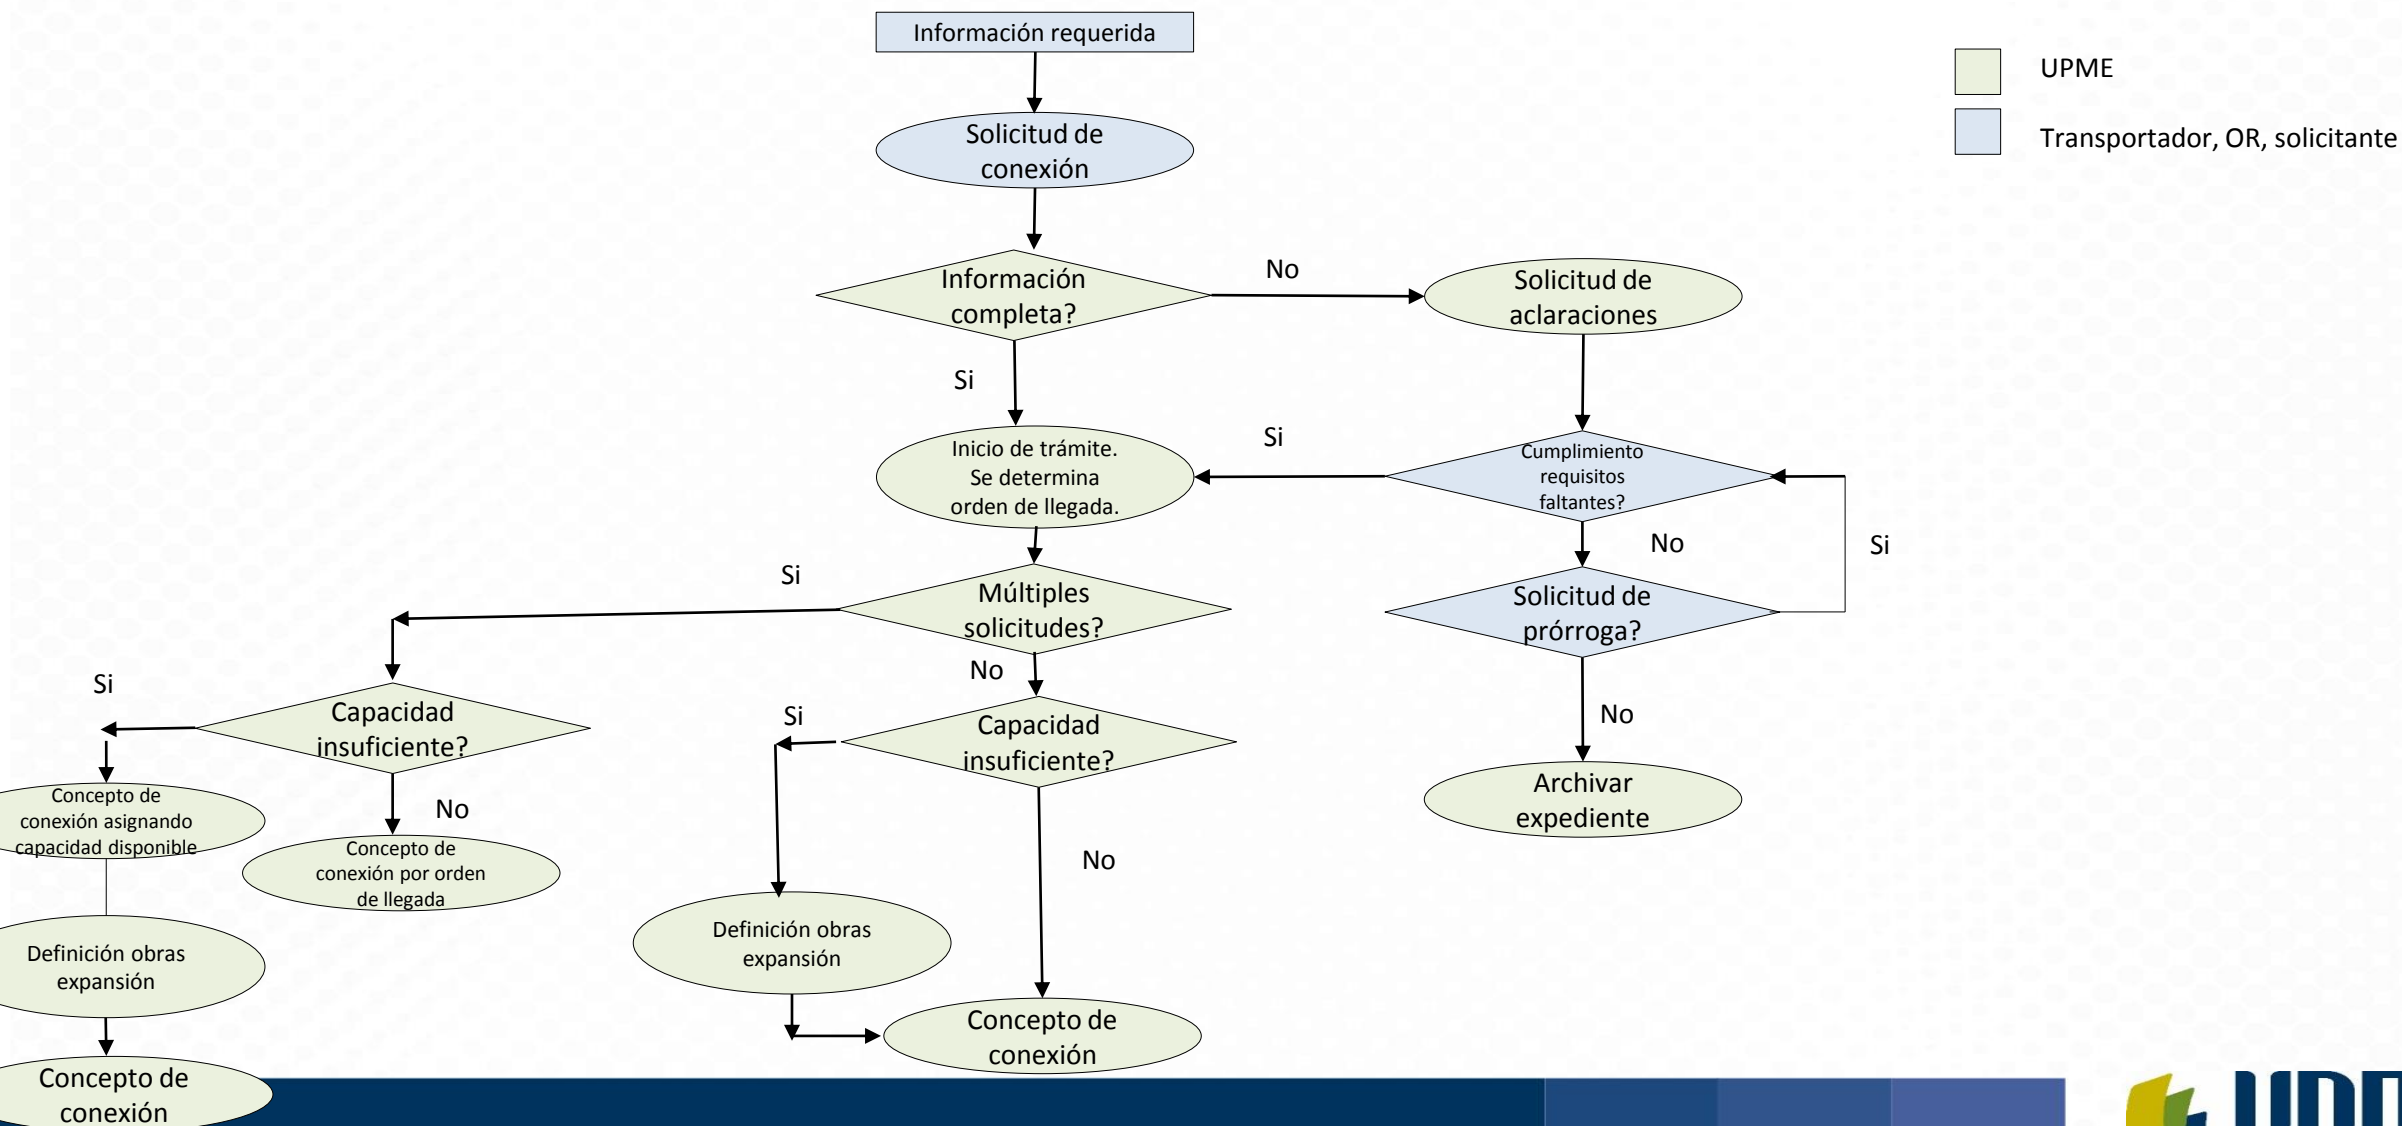 Información requerida
UPME
Transportador, OR, solicitante
Solicitud de
conexión
Información
completa?
No
Solicitud de
aclaraciones
Si
Inicio de trámite.
Se determina
orden de llegada.
Si
Cumplimiento
requisitos
faltantes?
No
Si
Si
Múltiples
solicitudes?
Solicitud de
prórroga?
No
Si
Capacidad
insuficiente?
Si
Capacidad
insuficiente?
No
Archivar
expediente
Concepto de
conexión asignando
capacidad disponible
No
Concepto de
conexión por orden
de llegada
No
Definición obras
expansión
Definición obras
expansión
Concepto de
conexión
Concepto de
conexión